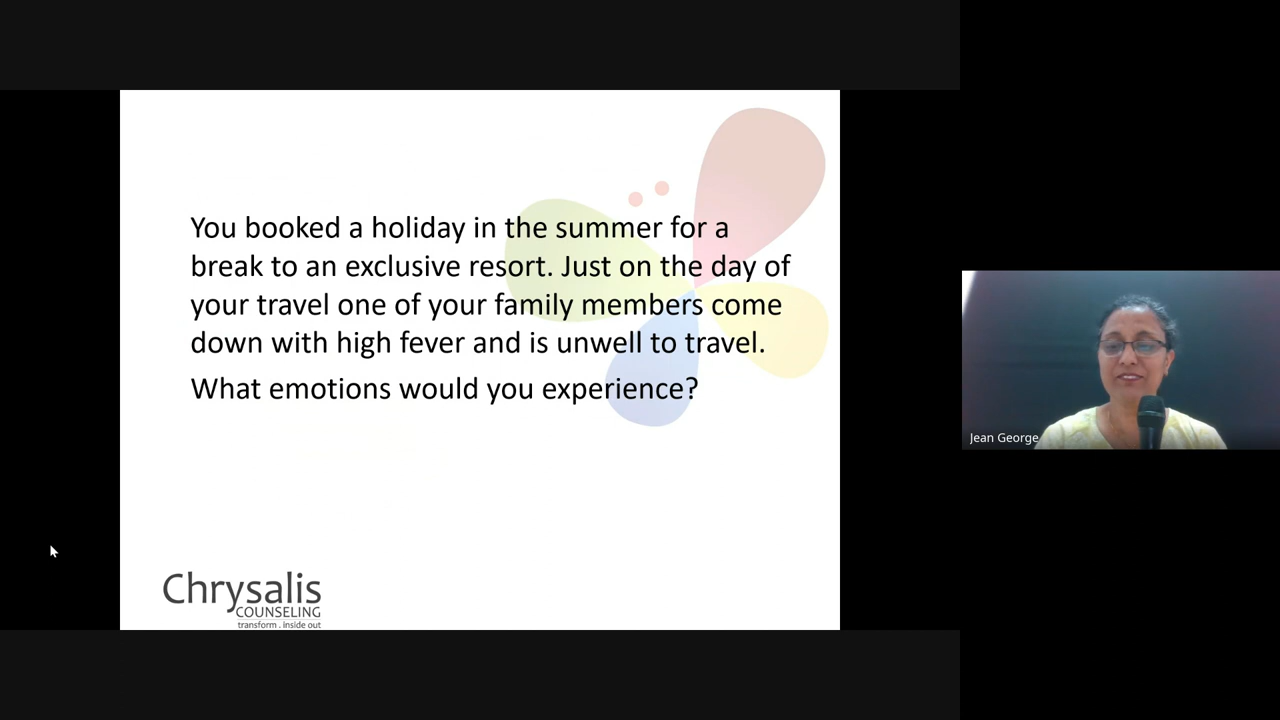 You booked a holiday in the summer for a
break to an exclusive resort. Just on the day of
your travel one of your family members come
down with high fever and is unwell to travel.
What emotions would you experience?
Jean George
Chrysalis
COUNSELING
transform . inside out